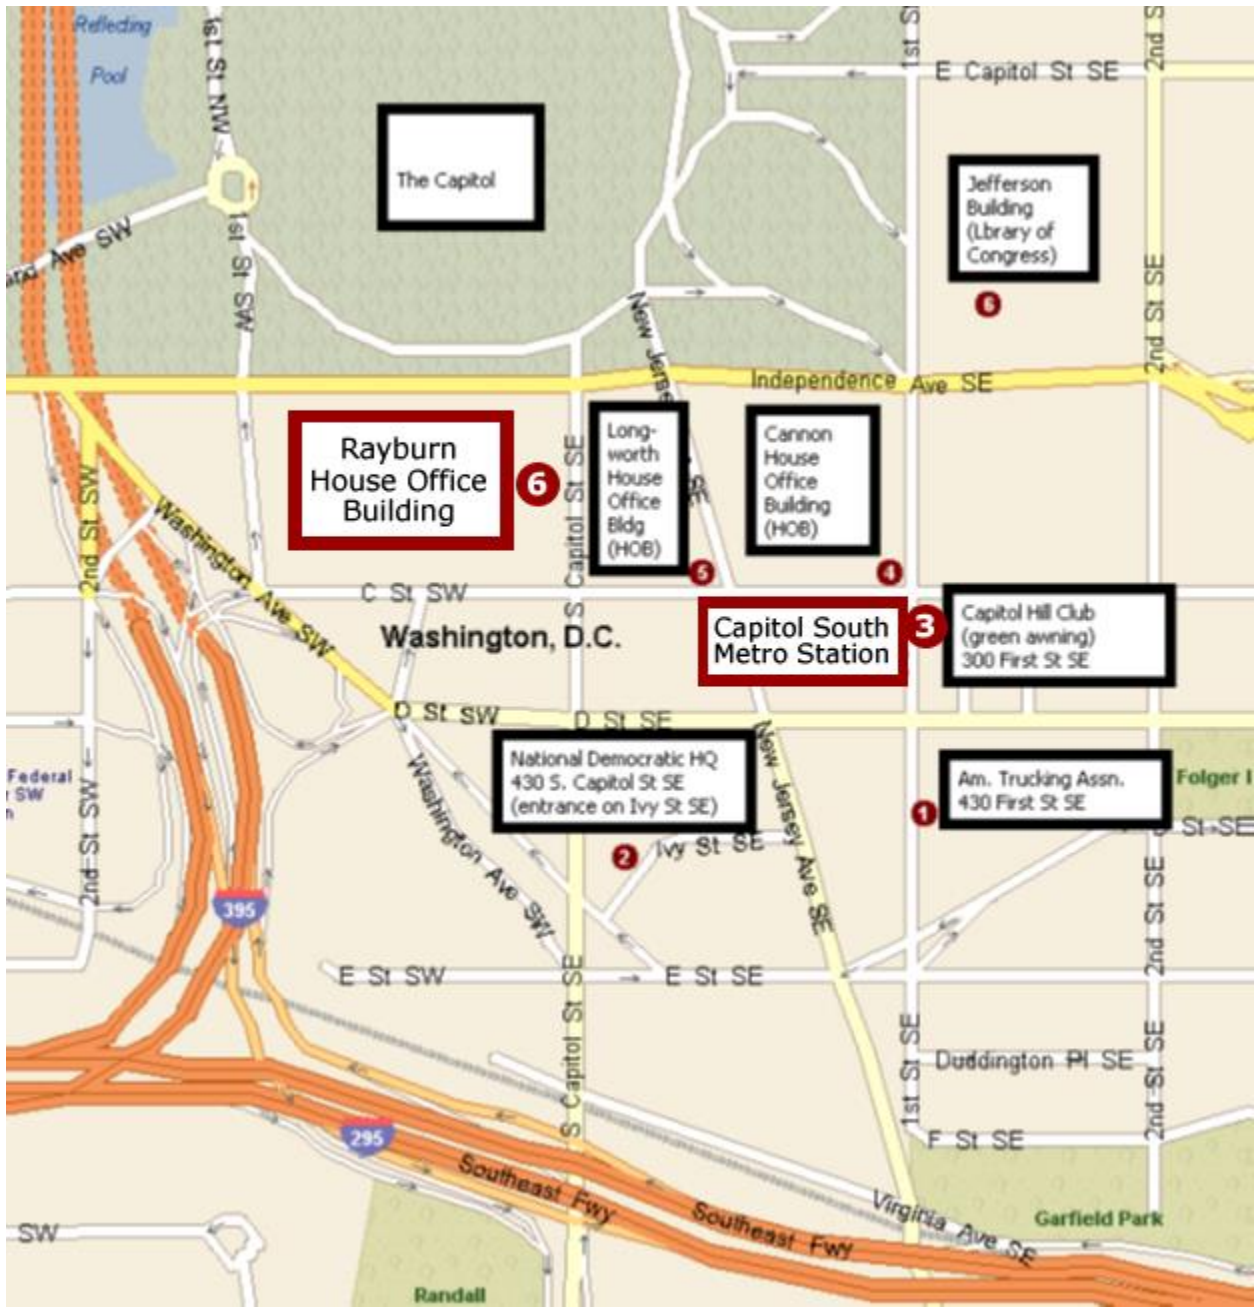 Reflecting
Pool
1st St NW
1st St
E Capitol St SE
2nd S
The Capitol
Jefferson
Building
(Lbrary of
Congress)
6
Ave SW
1st St SW
New Jersey
SE
2nd St SE
Independence Ave SE
Rayburn
House Office
Building
6
S Capitol St SE
Long-
worth
House
Office
Bldg
(HOB)
5
Cannon
House
Office
Building
(HOB)
4
2nd St SW
Washington Ave SW
C St SW
Washington, D.C.
Capitol South
Metro Station
3
Capitol Hill Club
(green awning)
300 First St SE
D St SW
D St SE
National Democratic HQ
430 S. Capitol St SE
(entrance on Ivy St SE)
2
Ivy St SE
New Jersey Ave SE
1
Am. Trucking Assn.
430 First St SE
Folger
St SE
Federal
SW
2nd St SW
Washington Ave SW
395
2nd St SE
E St SW
E St SE
S Capitol St SE
1st St SE
Duddington Pl SE
2nd St SE
F St SE
295
Southeast Fwy
Southeast Fwy
Virginia Ave SE
Garfield Park
SW
Randall